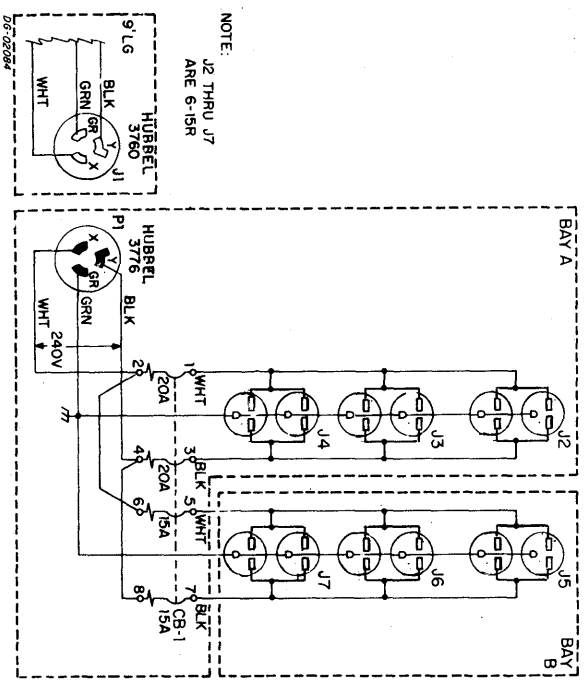 NOTE:
J2 THRU J7
ARE 6-15R
9' LG
WHT
GRN
BLK
GR
Y
X
J1
HUBBEL
3760
DG-02084
BAY A
P1
HUBBEL
3776
X
Y
GR
GRN
WHT
BLK
240V
2
20A
1
WHT
4
20A
3
BLK
6
15A
5
WHT
8
15A
7
BLK
CB-1
J4
J3
J2
J7
J6
J5
BAY
B